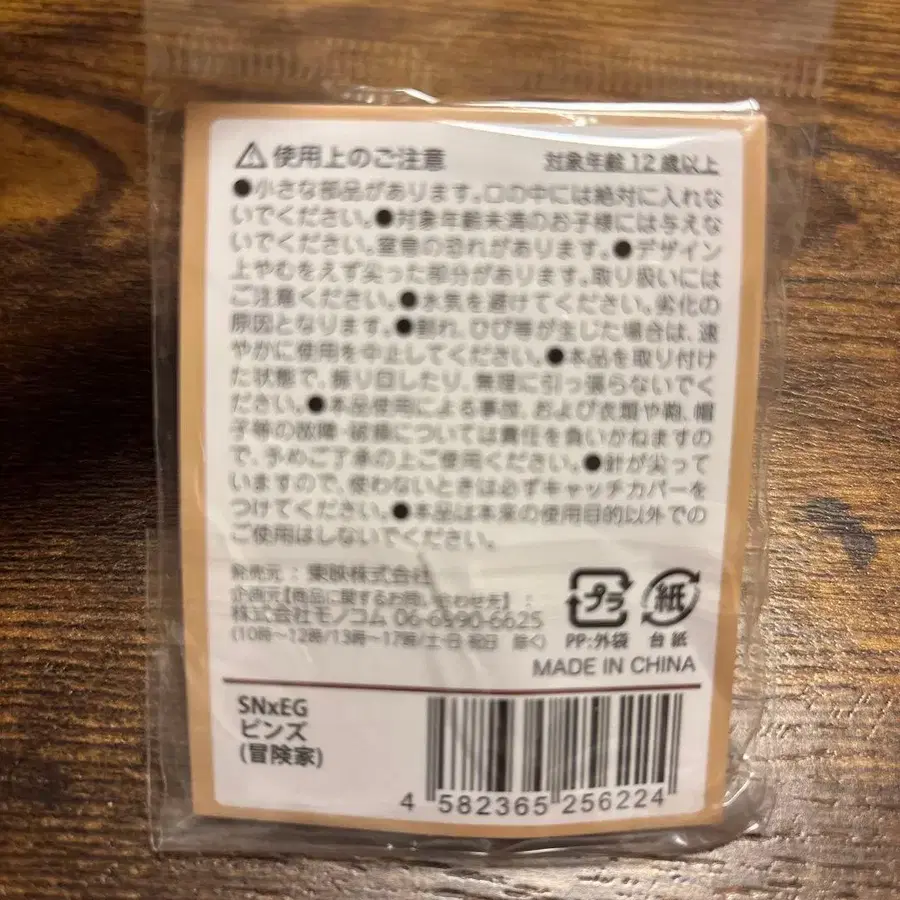 ⚠使用上のご注意 対象年齢 12 歳以上
●小さな部品があります。口の中には絶対に入れな
いでください。●対象年齢未満のお子様には与えな
いでください。窒息の恐れがあります。●デザイン
上やむをえず尖った部分があります。取り扱いには
ご注意ください。●水気を避けてください。劣化の
原因となります。●割れ、ひび等が生じた場合は、速
やかに使用を中止してください。●本品を取り付け
た状態で、振り回したり、無理に引っ張らないでくだ
さい。●本品使用による事故、および衣類や鞄、帽
子等の故障・破損については責任を負いかねますの
で、予めご了承の上ご使用ください。●針が尖って
いますので、使わないときは必ずキャッチカバーを
つけてください。●本品は本来の使用目的以外での
ご使用はしないでください。
発売元：東映株式会社
企画元【商品に関するお問い合わせ先】：
株式会社モノコム 06-6990-6625
(10時〜12時/13時〜17時/土・日・祝日 除く)
プラ 紙
PP:外袋 台紙
MADE IN CHINA
SNxEG
ピンズ
(冒険家)
4 582365 256224